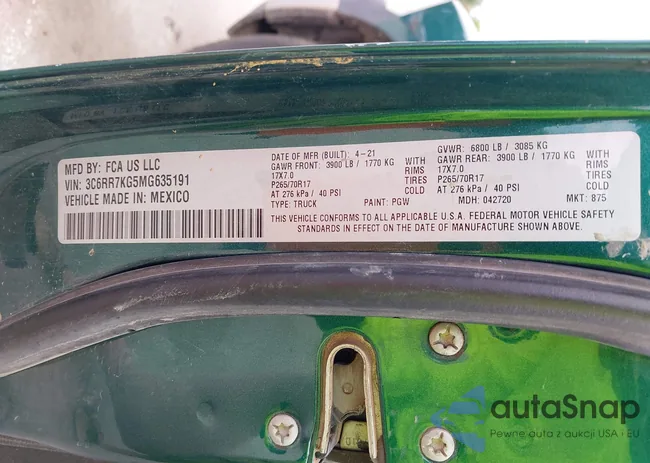 MFD BY: FCA US LLC
VIN: 3C6RR7KG5MG635191
VEHICLE MADE IN: MEXICO
DATE OF MFR (BUILT): 4-21
GAWR FRONT: 3900 LB / 1770 KG WITH
17X7.0 RIMS
P265/70R17 TIRES
AT 276 kPa / 40 PSI COLD
TYPE: TRUCK PAINT: PGW
GVWR: 6800 LB / 3085 KG
GAWR REAR: 3900 LB / 1770 KG WITH
17X7.0 RIMS
P265/70R17 TIRES
AT 276 kPa / 40 PSI COLD
MDH: 042720 MKT: B75
THIS VEHICLE CONFORMS TO ALL APPLICABLE U.S.A. FEDERAL MOTOR VEHICLE SAFETY
STANDARDS IN EFFECT ON THE DATE OF MANUFACTURE SHOWN ABOVE.
autaSnap
Pewne auta z aukcji USA i EU